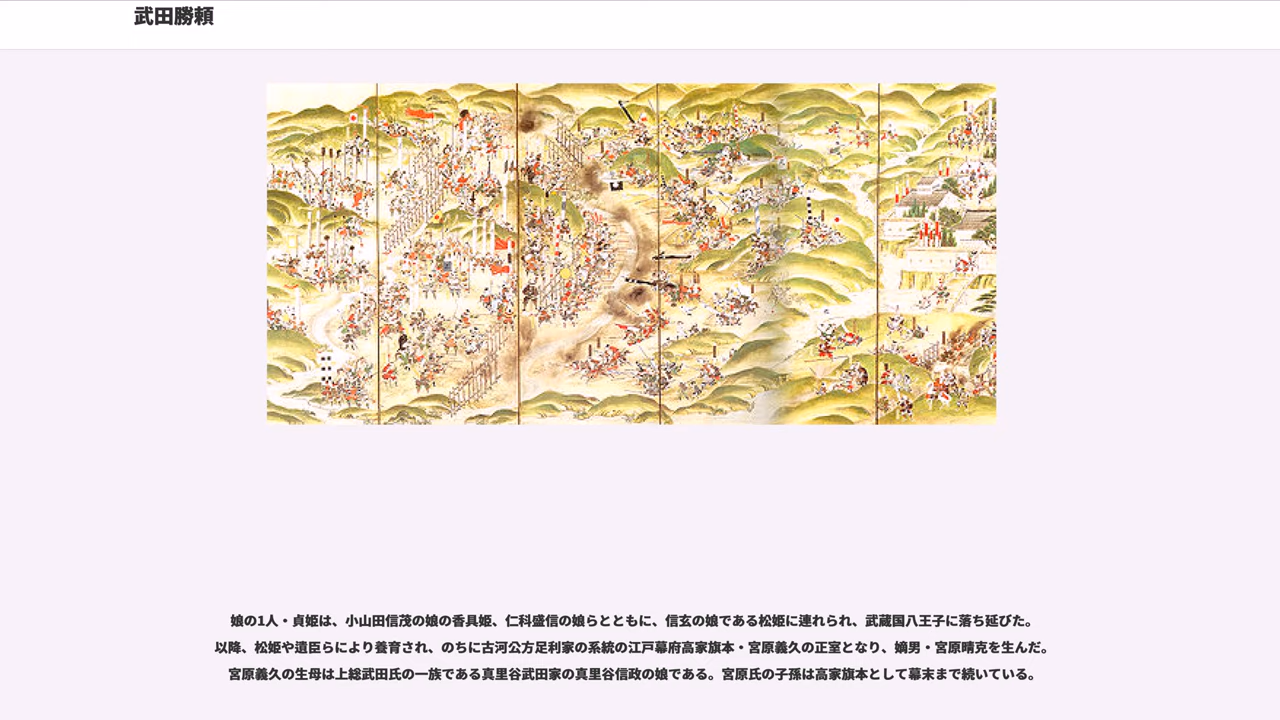 武田勝頼
娘の1人・貞姫は、小山田信茂の娘の香具姫、仁科盛信の娘らとともに、信玄の娘である松姫に連れられ、武蔵国八王子に落ち延びた。
以降、松姫や遺臣らにより養育され、のちに古河公方足利家の系統の江戸幕府高家旗本・宮原義久の正室となり、嫡男・宮原晴克を生んだ。
宮原義久の生母は上総武田氏の一族である真里谷武田家の真里谷信政の娘である。宮原氏の子孫は高家旗本として幕末まで続いている。